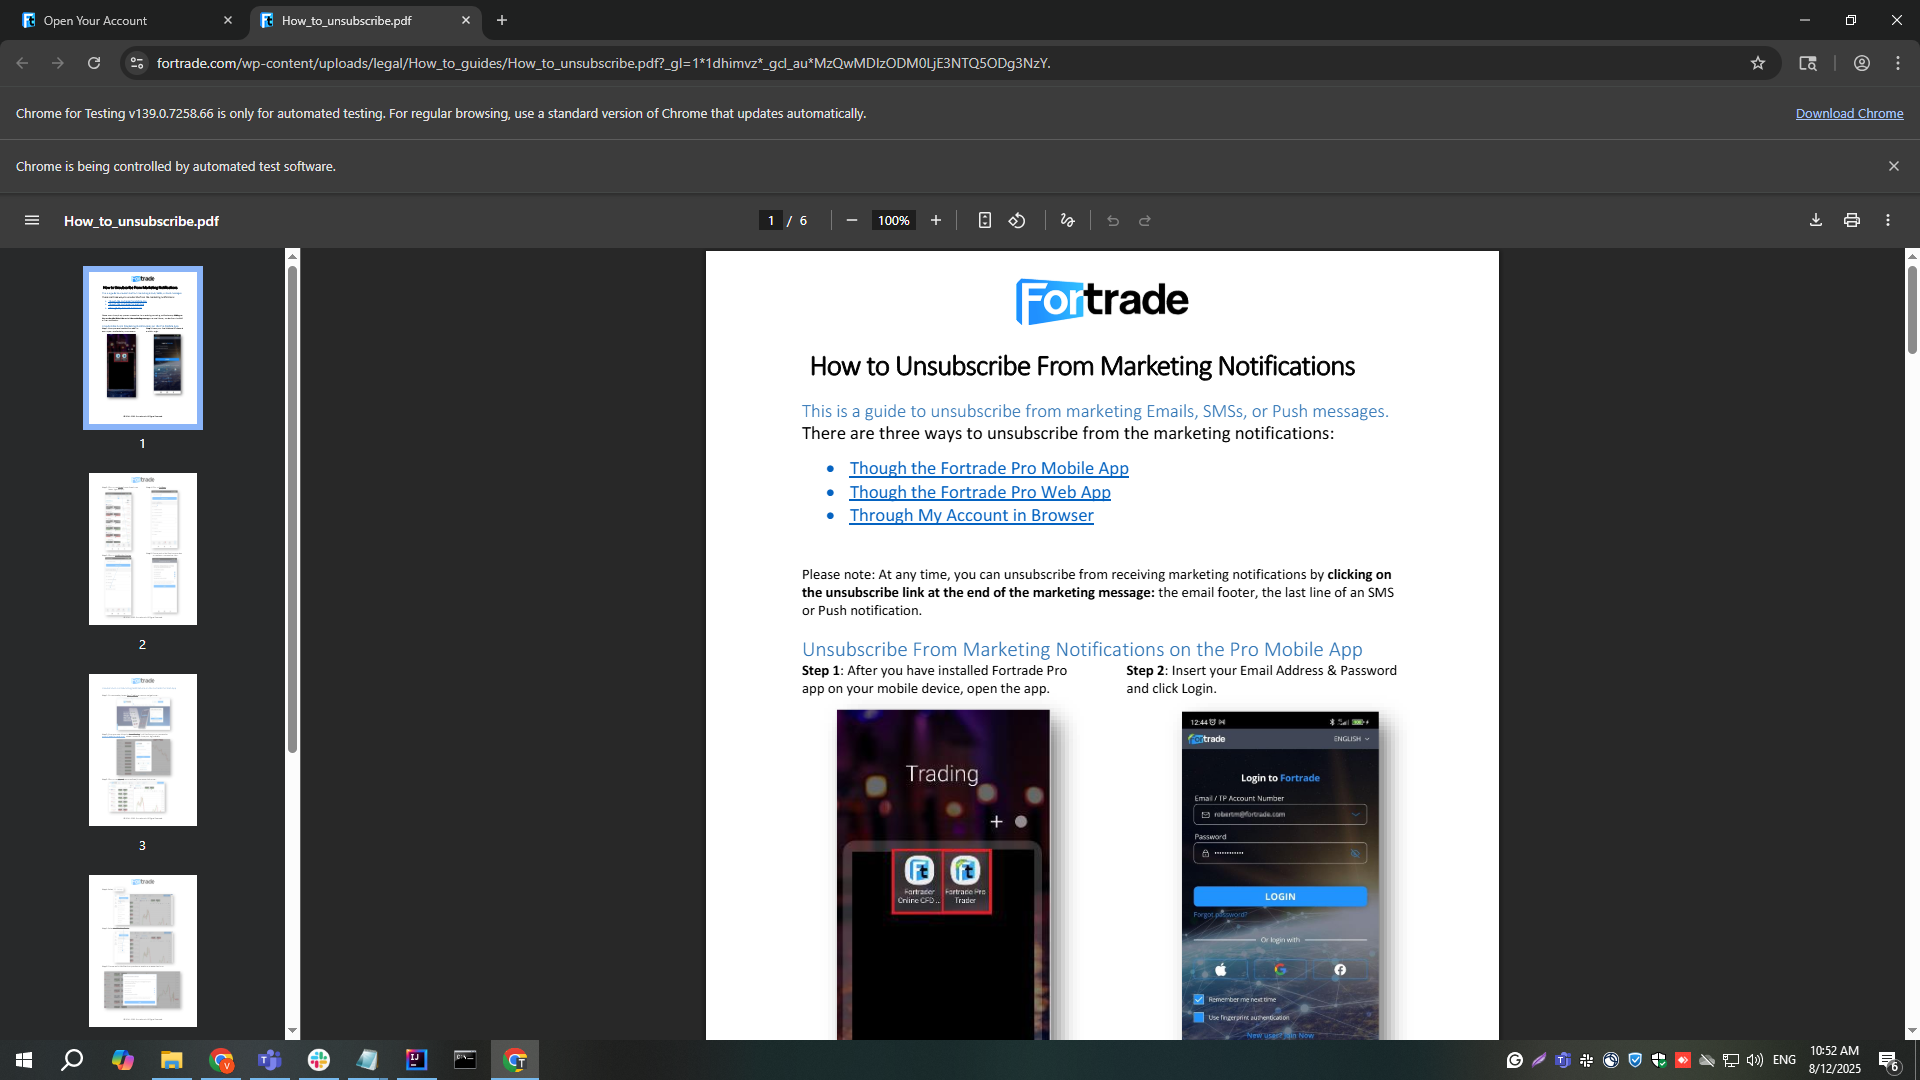 Open Your Account
How_to_unsubscribe.pdf
fortrade.com/wp-content/uploads/legal/How_to_guides/How_to_unsubscribe.pdf?_gl=1*1dhimvz*_gcl_au*MzQwMDIzODM0LjE3NTQ5ODg3NzY.
Chrome for Testing v139.0.7258.66 is only for automated testing. For regular browsing, use a standard version of Chrome that updates automatically.
Download Chrome
Chrome is being controlled by automated test software.
How_to_unsubscribe.pdf
1 / 6
100%
1
2
3
Fortrade
How to Unsubscribe From Marketing Notifications
This is a guide to unsubscribe from marketing Emails, SMSs, or Push messages.
There are three ways to unsubscribe from the marketing notifications:
• Though the Fortrade Pro Mobile App
• Though the Fortrade Pro Web App
• Through My Account in Browser
Please note: At any time, you can unsubscribe from receiving marketing notifications by clicking on
the unsubscribe link at the end of the marketing message: the email footer, the last line of an SMS
or Push notification.
Unsubscribe From Marketing Notifications on the Pro Mobile App
Step 1: After you have installed Fortrade Pro
app on your mobile device, open the app.
Step 2: Insert your Email Address & Password
and click Login.
Trading
Fortrader
Online CFD ..
Fortrade Pro
Trader
12:44
Fortrade
ENGLISH
Login to Fortrade
Email / TP Account Number
robertm@fortrade.com
Password
LOGIN
Forgot password?
Or login with
Remember me next time
Use fingerprint authentication
New user? Join Now
ENG
10:52 AM
8/12/2025
6